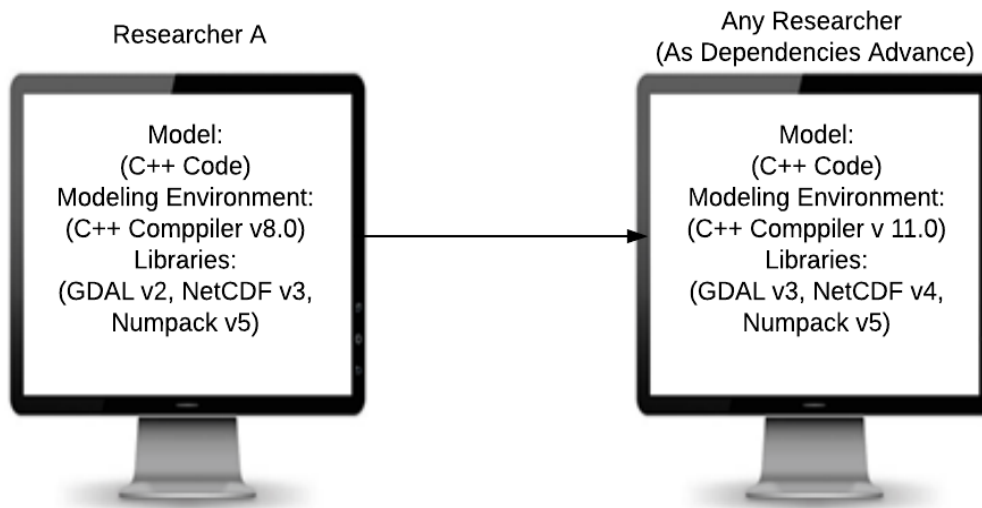 Researcher A
Model:
(C++ Code)
Modeling Environment:
(C++ Comppiler v8.0)
Libraries:
(GDAL v2, NetCDF v3,
Numpack v5)
Any Researcher
(As Dependencies Advance)
Model:
(C++ Code)
Modeling Environment:
(C++ Comppiler v 11.0)
Libraries:
(GDAL v3, NetCDF v4,
Numpack v5)